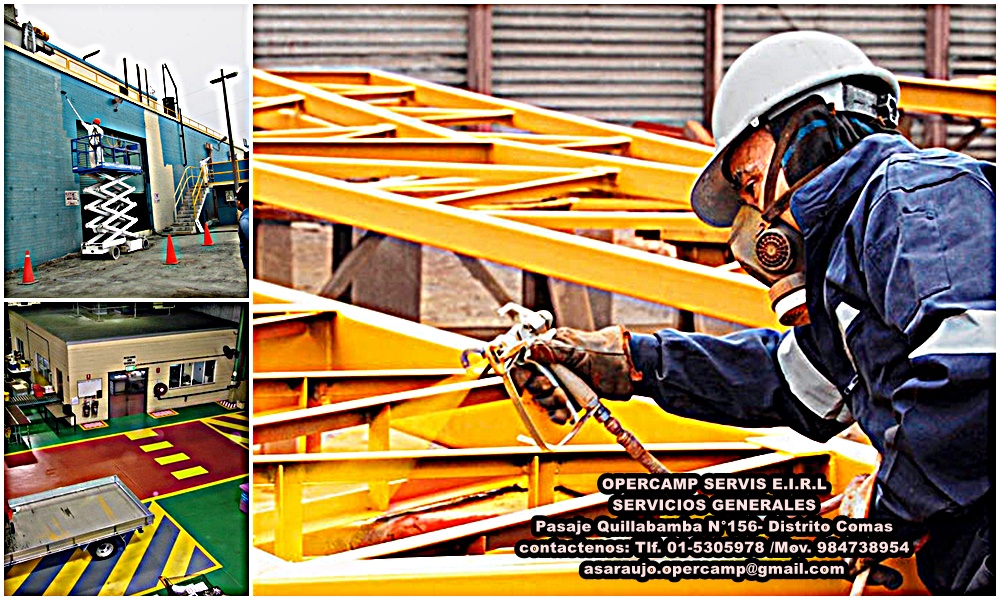 OPERCAMP SERVIS E.I.R.L
SERVICIOS GENERALES
Pasaje Quillabamba N°156- Distrito Comas
contactenos: Tlf. 01-5305978 /Mov. 984738954
asaraujo.opercamp@gmail.com